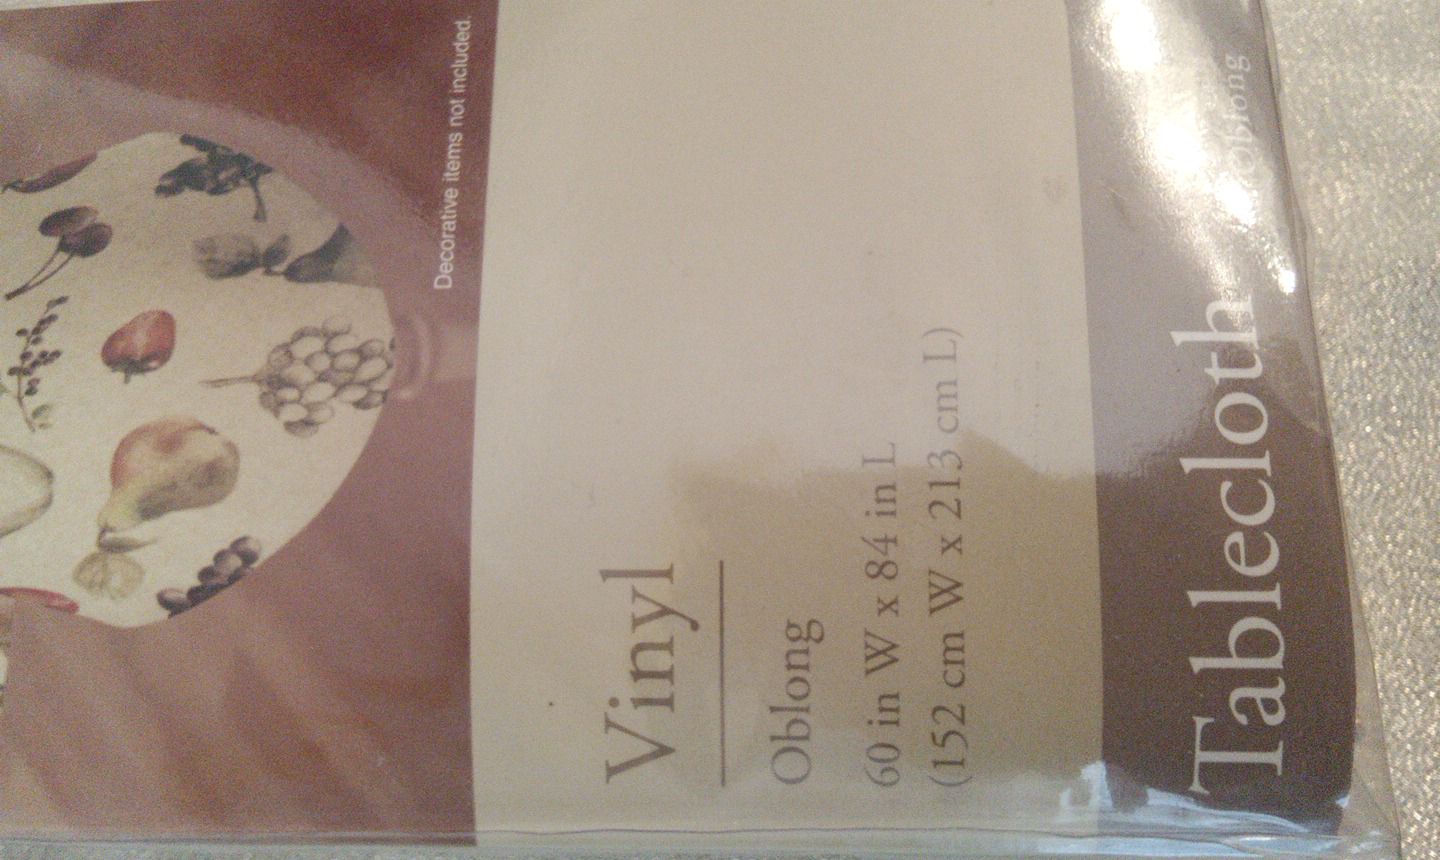 Decorative items not included.
Vinyl
Oblong
60 in W x 84 in L
(152 cm W x 213 cm L)
Tablecloth
Oblong